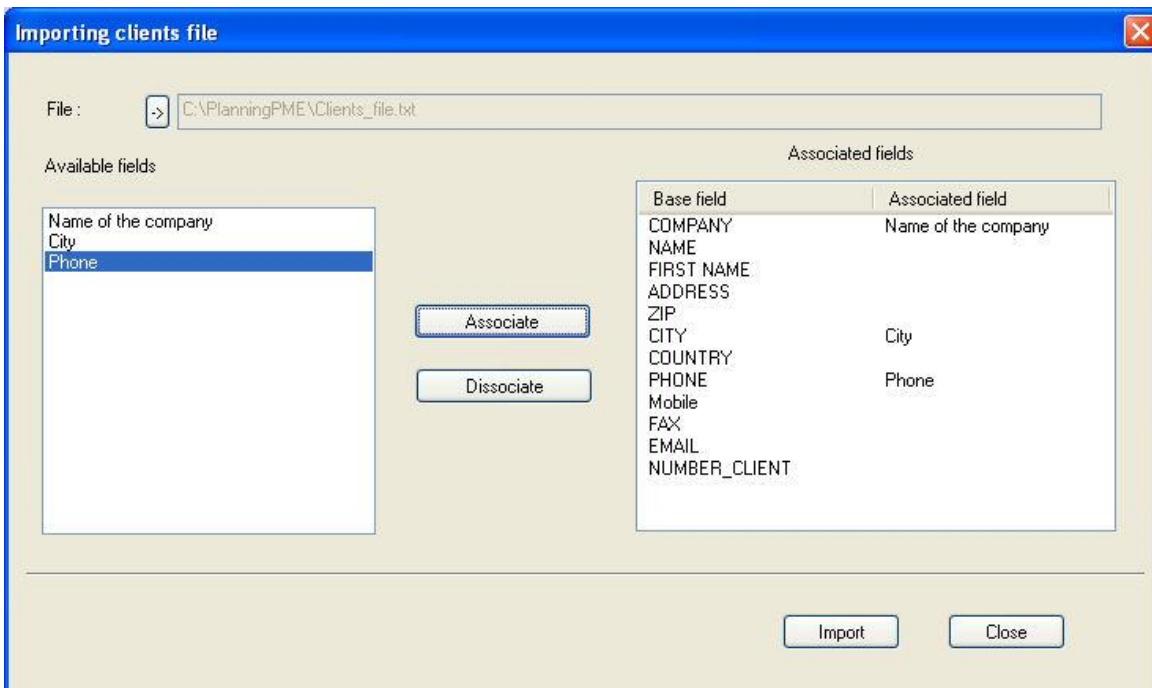 Importing clients file
File :
->
C:\PlanningPME\Clients_file.txt
Available fields
Name of the company
City
Phone
Associate
Dissociate
Associated fields
Base field Associated field
COMPANY Name of the company
NAME
FIRST NAME
ADDRESS
ZIP
CITY City
COUNTRY
PHONE Phone
Mobile
FAX
EMAIL
NUMBER_CLIENT
Import
Close